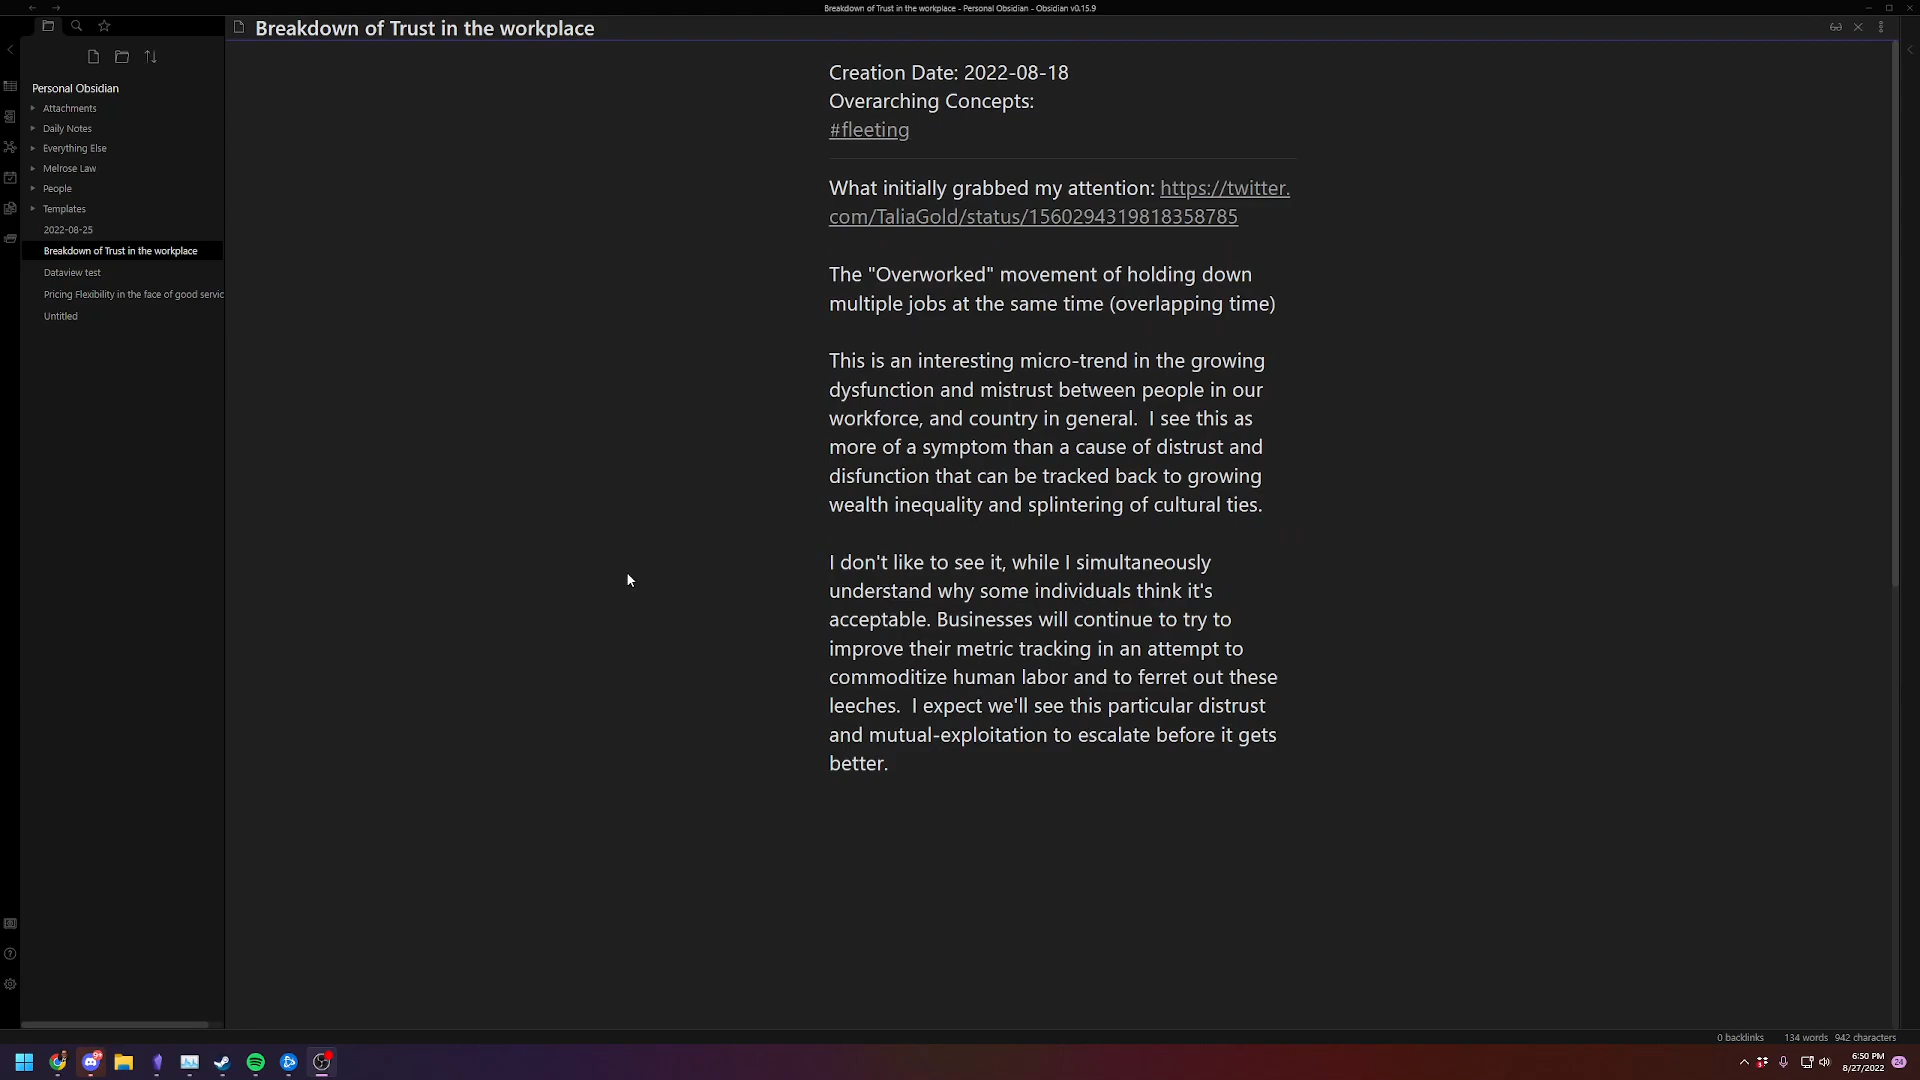 Breakdown of Trust in the workplace - Personal Obsidian - Obsidian v0.15.9
Breakdown of Trust in the workplace
Personal Obsidian
Attachments
Daily Notes
Everything Else
Melrose Law
People
Templates
2022-08-25
Breakdown of Trust in the workplace
Dataview test
Pricing Flexibility in the face of good servic
Untitled
Creation Date: 2022-08-18
Overarching Concepts:
#fleeting
What initially grabbed my attention: https://twitter.
com/TaliaGold/status/1560294319818358785
The "Overworked" movement of holding down
multiple jobs at the same time (overlapping time)
This is an interesting micro-trend in the growing
dysfunction and mistrust between people in our
workforce, and country in general.  I see this as
more of a symptom than a cause of distrust and
disfunction that can be tracked back to growing
wealth inequality and splintering of cultural ties.
I don't like to see it, while I simultaneously
understand why some individuals think it's
acceptable. Businesses will continue to try to
improve their metric tracking in an attempt to
commoditize human labor and to ferret out these
leeches.  I expect we'll see this particular distrust
and mutual-exploitation to escalate before it gets
better.
0 backlinks
134 words
942 characters
6:50 PM
8/27/2022
24